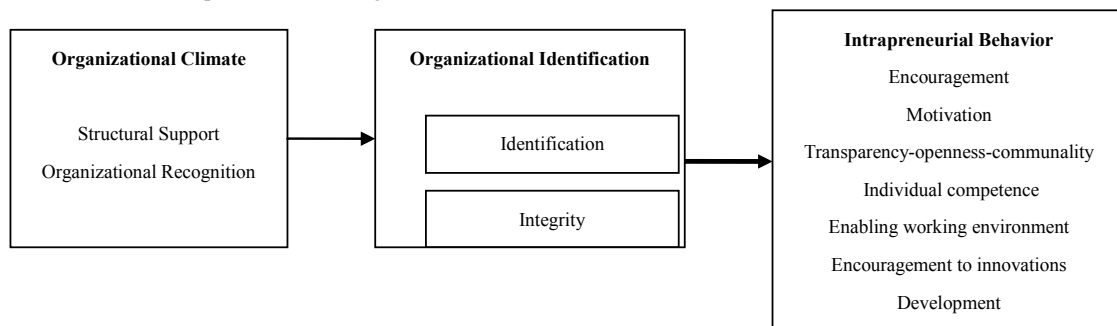 Organizational Climate
Structural Support
Organizational Recognition
Organizational Identification
Identification
Integrity
Intrapreneurial Behavior
Encouragement
Motivation
Transparency-openness-communality
Individual competence
Enabling working environment
Encouragement to innovations
Development